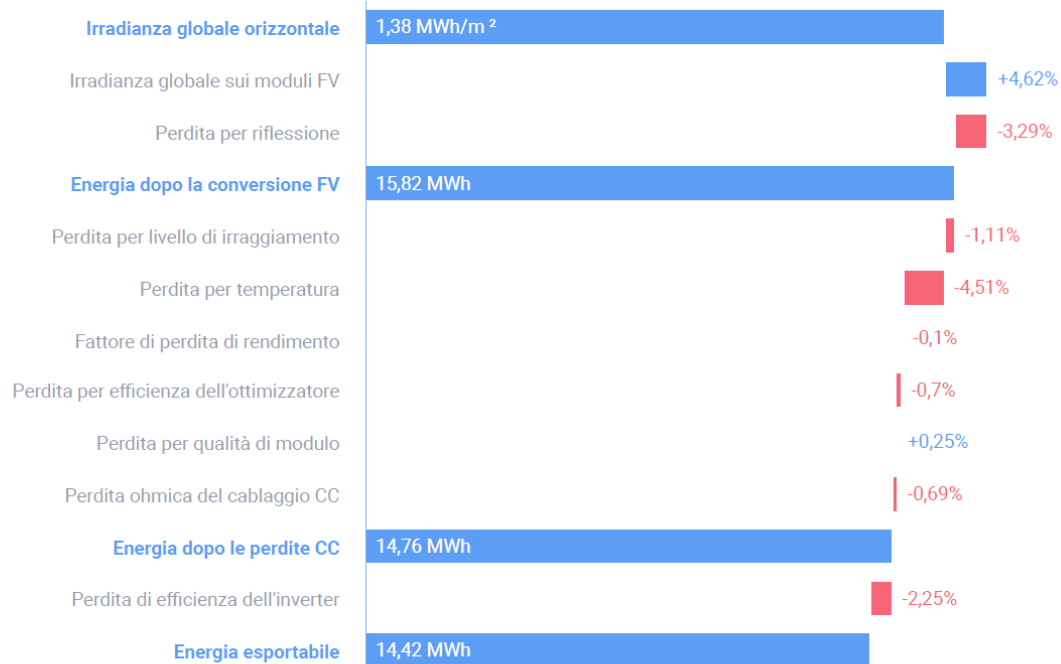 Irradianza globale orizzontale 1,38 MWh/m ²
Irradianza globale sui moduli FV +4,62%
Perdita per riflessione -3,29%
Energia dopo la conversione FV 15,82 MWh
Perdita per livello di irraggiamento -1,11%
Perdita per temperatura -4,51%
Fattore di perdita di rendimento -0,1%
Perdita per efficienza dell'ottimizzatore -0,7%
Perdita per qualità di modulo +0,25%
Perdita ohmica del cablaggio CC -0,69%
Energia dopo le perdite CC 14,76 MWh
Perdita di efficienza dell'inverter -2,25%
Energia esportabile 14,42 MWh